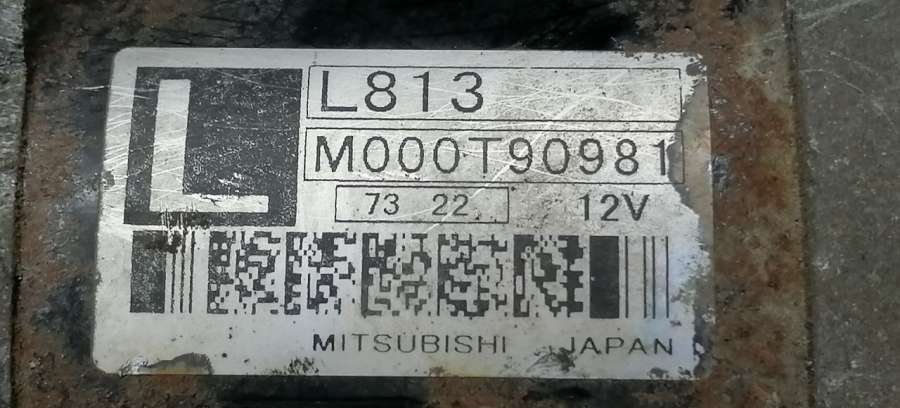 L
L813
M000T90981
73 22 12V
MITSUBISHI JAPAN